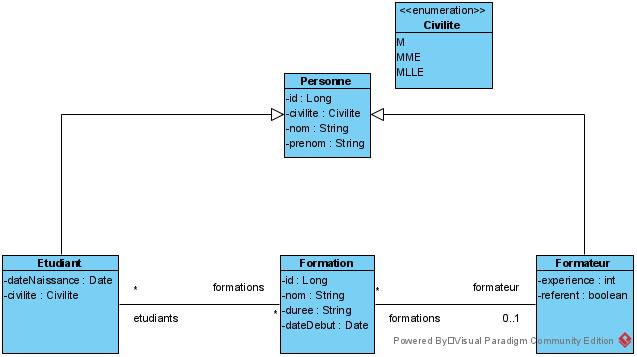 <<enumeration>>
Civilite
M
MME
MLLE
Personne
-id : Long
-civilite : Civilite
-nom : String
-prenom : String
Etudiant
-dateNaissance : Date
-civilite : Civilite
Formation
-id : Long
-nom : String
-duree : String
-dateDebut : Date
Formateur
-experience : int
-referent : boolean
* formations
etudiants *
* formateur
formations 0..1
Powered By Visual Paradigm Community Edition